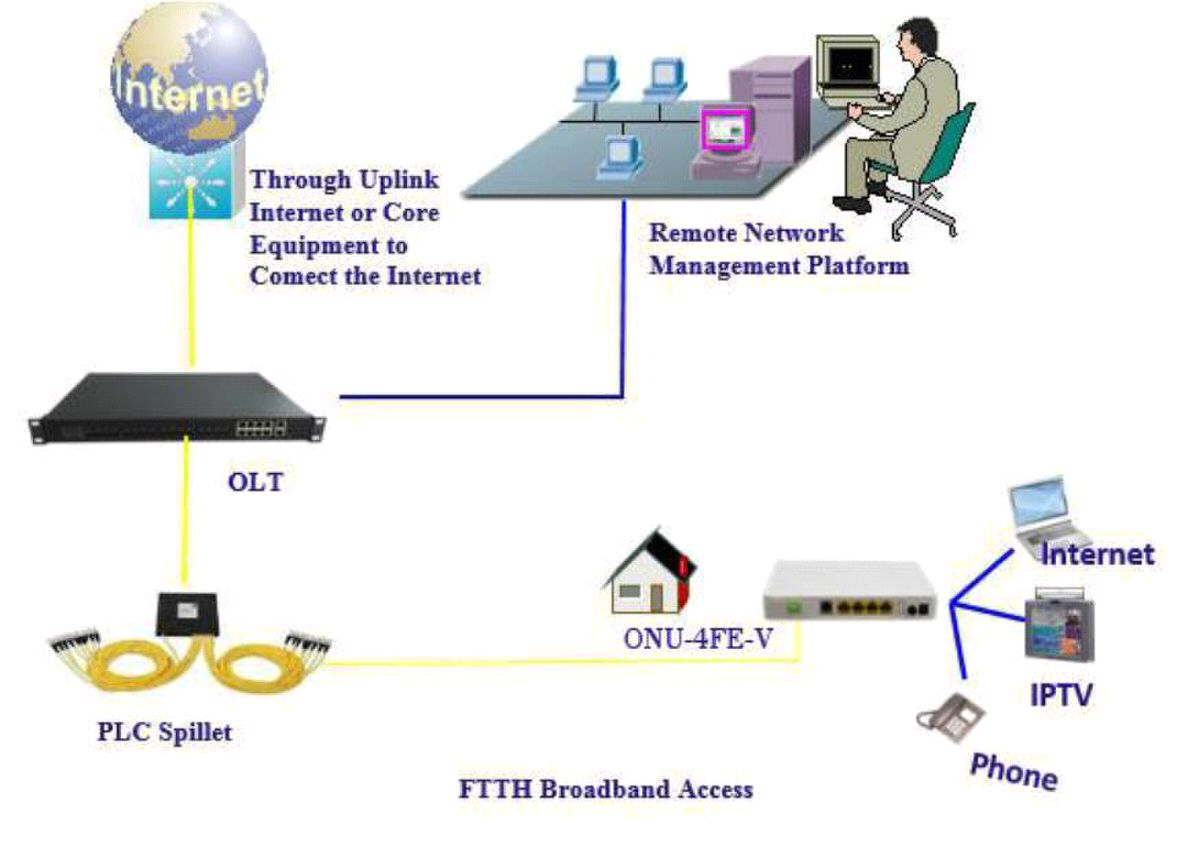 Internet
Through Uplink
Internet or Core
Equipment to
Comect the Internet
Remote Network
Management Platform
OLT
ONU-4FE-V
Internet
IPTV
Phone
PLC Spillet
FTTH Broadband Access